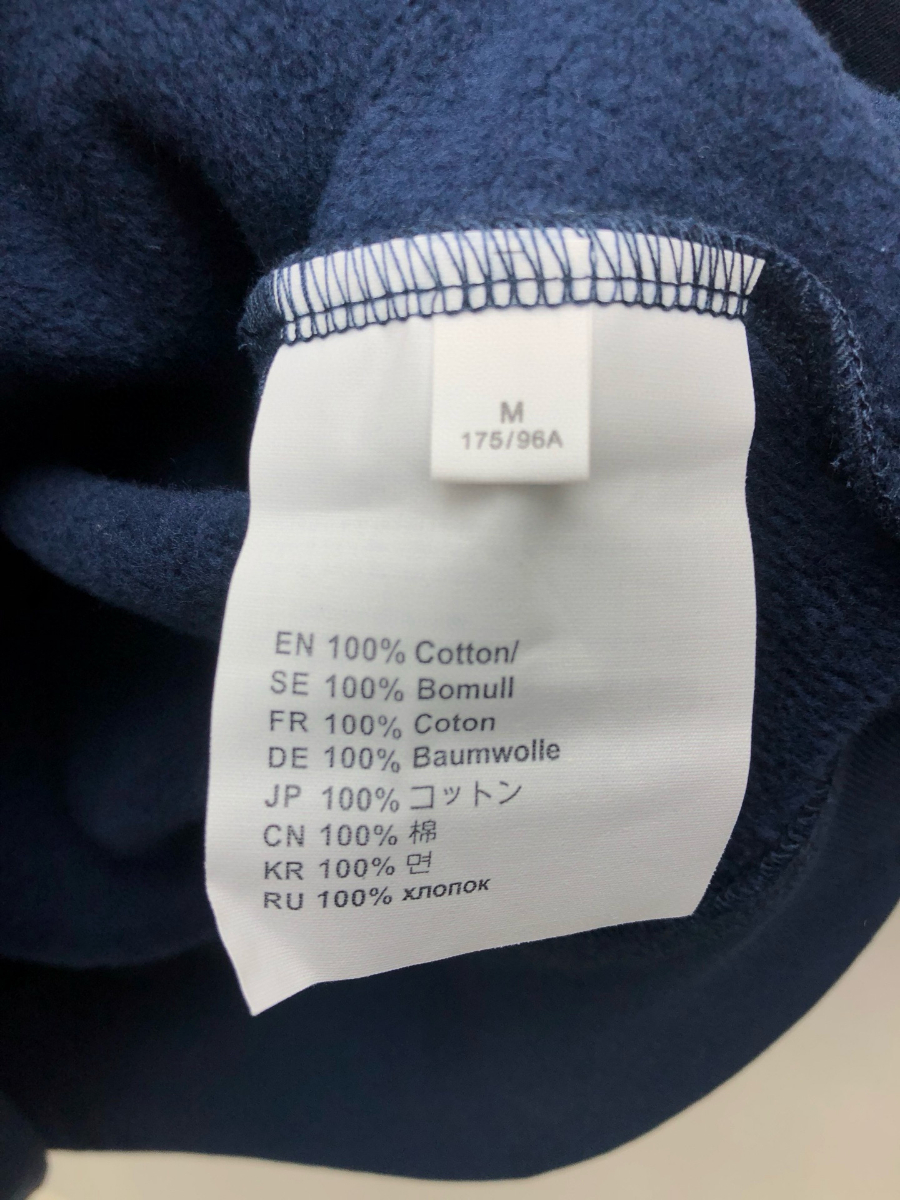 M
175/96A
EN 100% Cotton/
SE 100% Bomull
FR 100% Coton
DE 100% Baumwolle
JP 100% コットン
CN 100% 棉
KR 100% 면
RU 100% хлопок